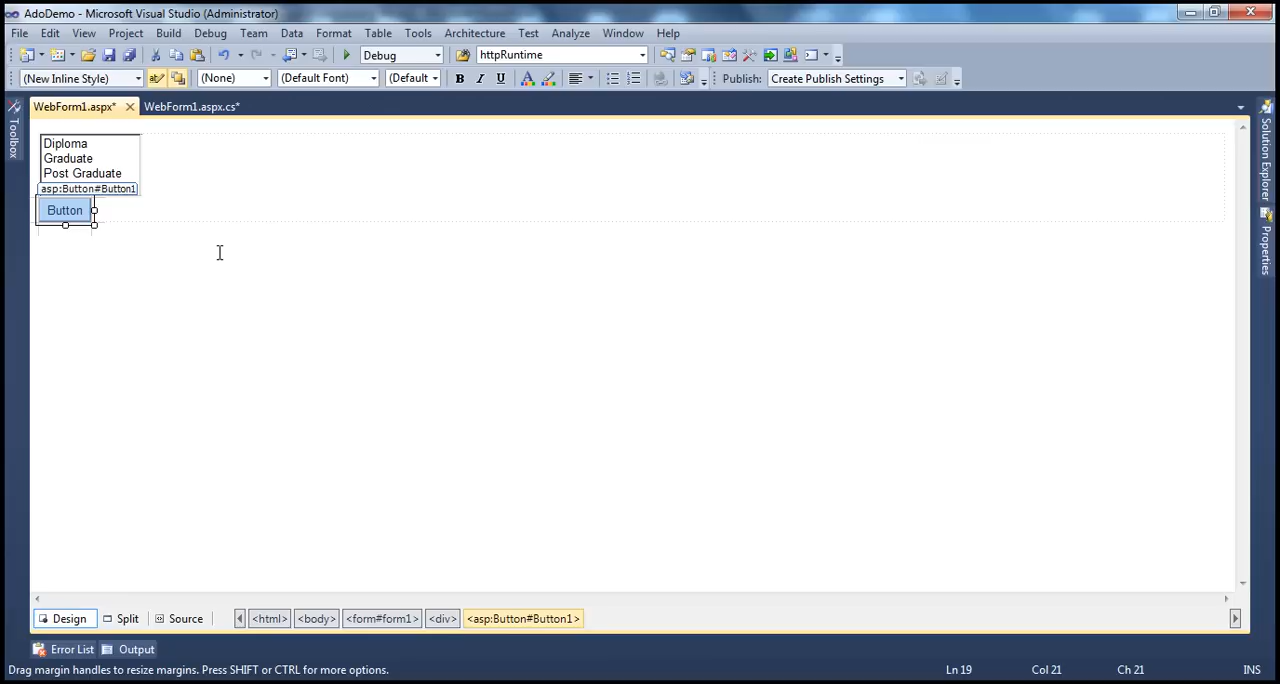 AdoDemo - Microsoft Visual Studio (Administrator)
File Edit View Project Build Debug Team Data Format Table Tools Architecture Test Analyze Window Help
Debug httpRuntime
(New Inline Style) (None) (Default Font) (Default B I U A Publish: Create Publish Settings
WebForm1.aspx* WebForm1.aspx.cs*
Toolbox
Solution Explorer
Properties
Diploma
Graduate
Post Graduate
asp:Button#Button1
Button
Design Split Source <html> <body> <form#form1> <div> <asp:Button#Button1>
Error List Output
Drag margin handles to resize margins. Press SHIFT or CTRL for more options. Ln 19 Col 21 Ch 21 INS